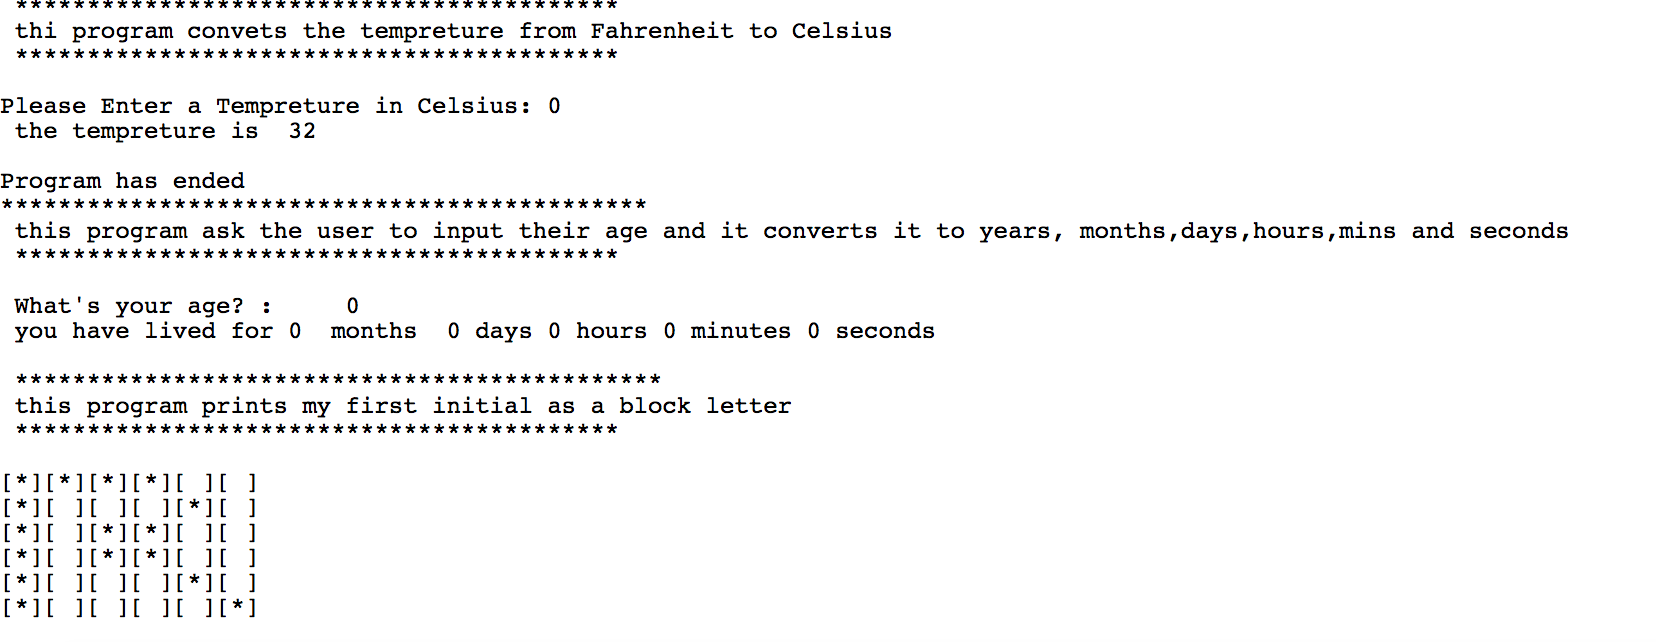 ******************************************
thi program convets the tempreture from Fahrenheit to Celsius
******************************************
Please Enter a Tempreture in Celsius: 0
the tempreture is  32
Program has ended
*********************************************
this program ask the user to input their age and it converts it to years, months,days,hours,mins and seconds
******************************************
What's your age? :     0
you have lived for 0  months  0 days 0 hours 0 minutes 0 seconds
*********************************************
this program prints my first initial as a block letter
******************************************
[*][*][*][*][ ][ ]
[*][ ][ ][ ][*][ ]
[*][ ][*][*][ ][ ]
[*][ ][*][*][ ][ ]
[*][ ][ ][ ][*][ ]
[*][ ][ ][ ][ ][*]